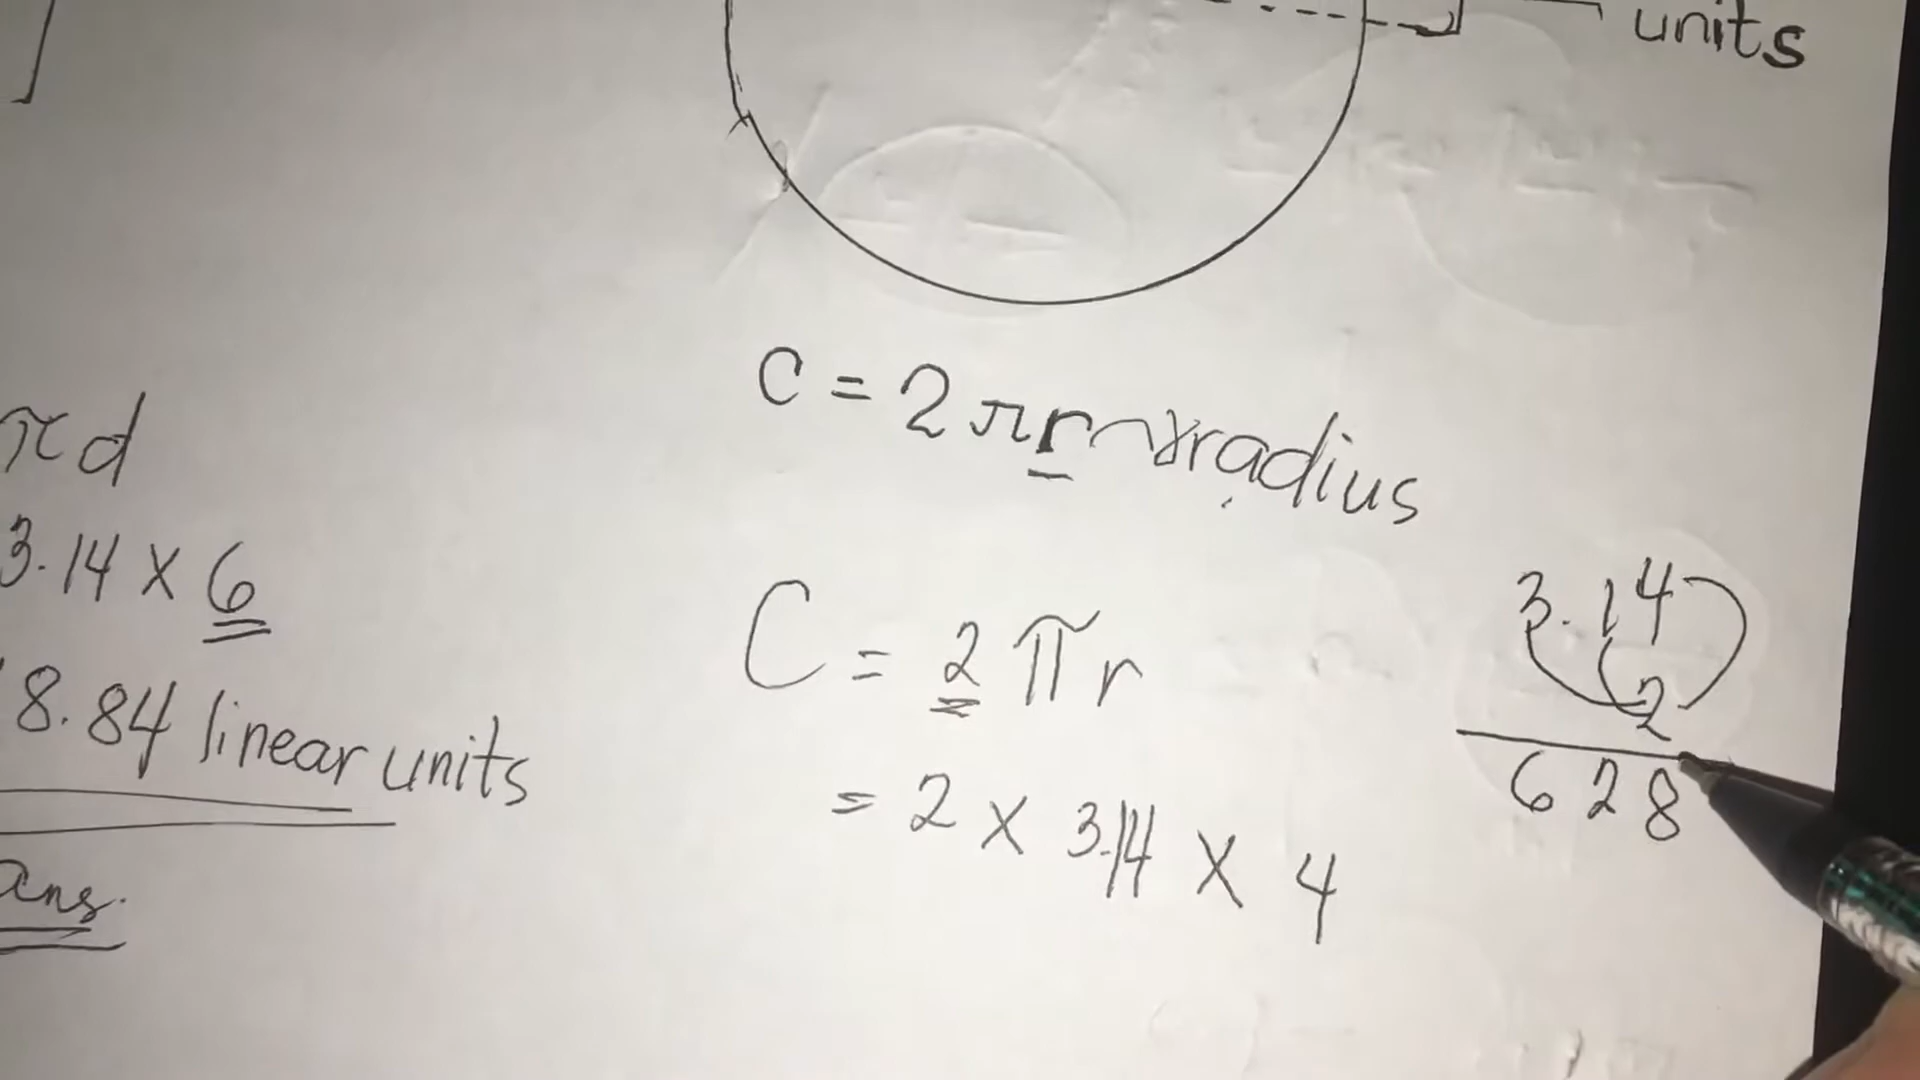 units
C = 2πr radius
πd
3.14 x 6
8.84 linear units
ans.
C = 2πr
= 2 x 3.14 x 4
3.14
2
628